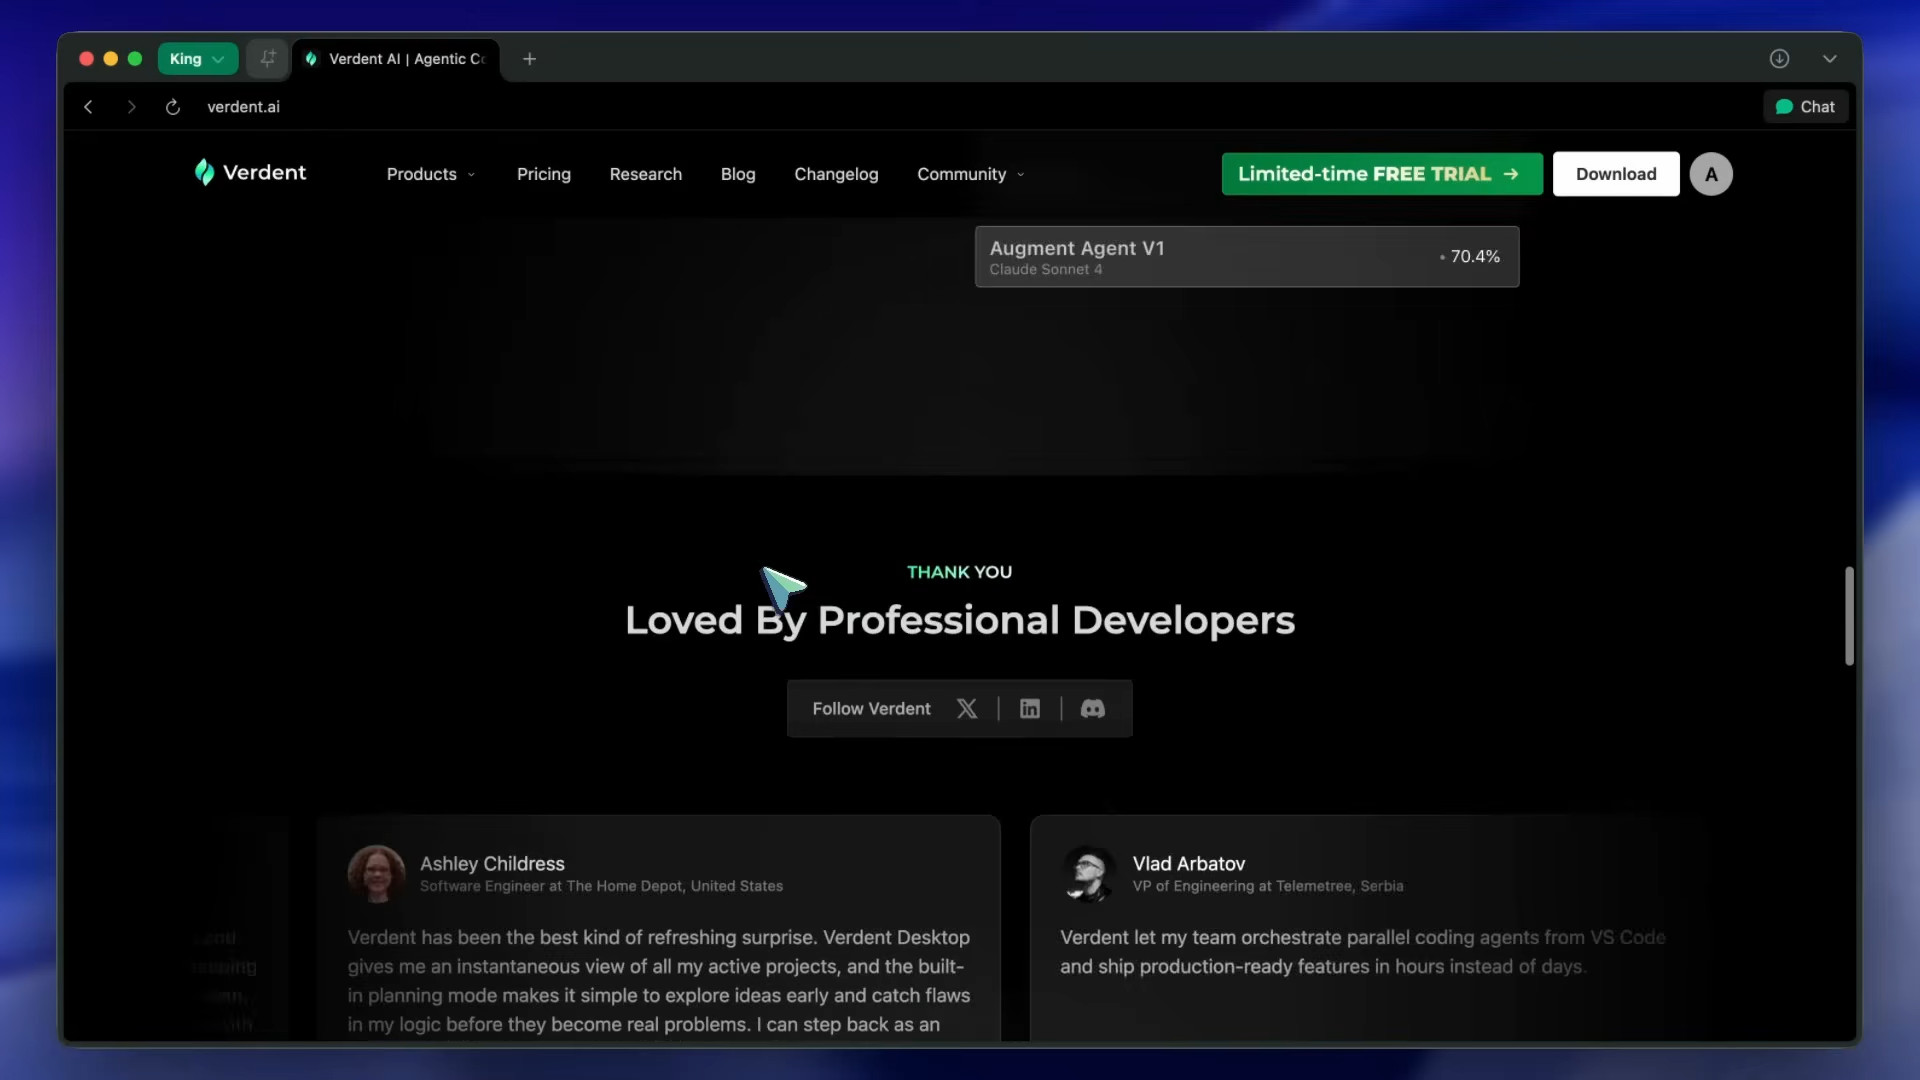 King
Verdent AI | Agentic Co
verdent.ai
Chat
Verdent
Products
Pricing
Research
Blog
Changelog
Community
Limited-time FREE TRIAL →
Download
A
Augment Agent V1
Claude Sonnet 4
• 70.4%
THANK YOU
Loved By Professional Developers
Follow Verdent
Ashley Childress
Software Engineer at The Home Depot, United States
Verdent has been the best kind of refreshing surprise. Verdent Desktop
gives me an instantaneous view of all my active projects, and the built-
in planning mode makes it simple to explore ideas early and catch flaws
in my logic before they become real problems. I can step back as an
Vlad Arbatov
VP of Engineering at Telemetree, Serbia
Verdent let my team orchestrate parallel coding agents from VS Code
and ship production-ready features in hours instead of days.